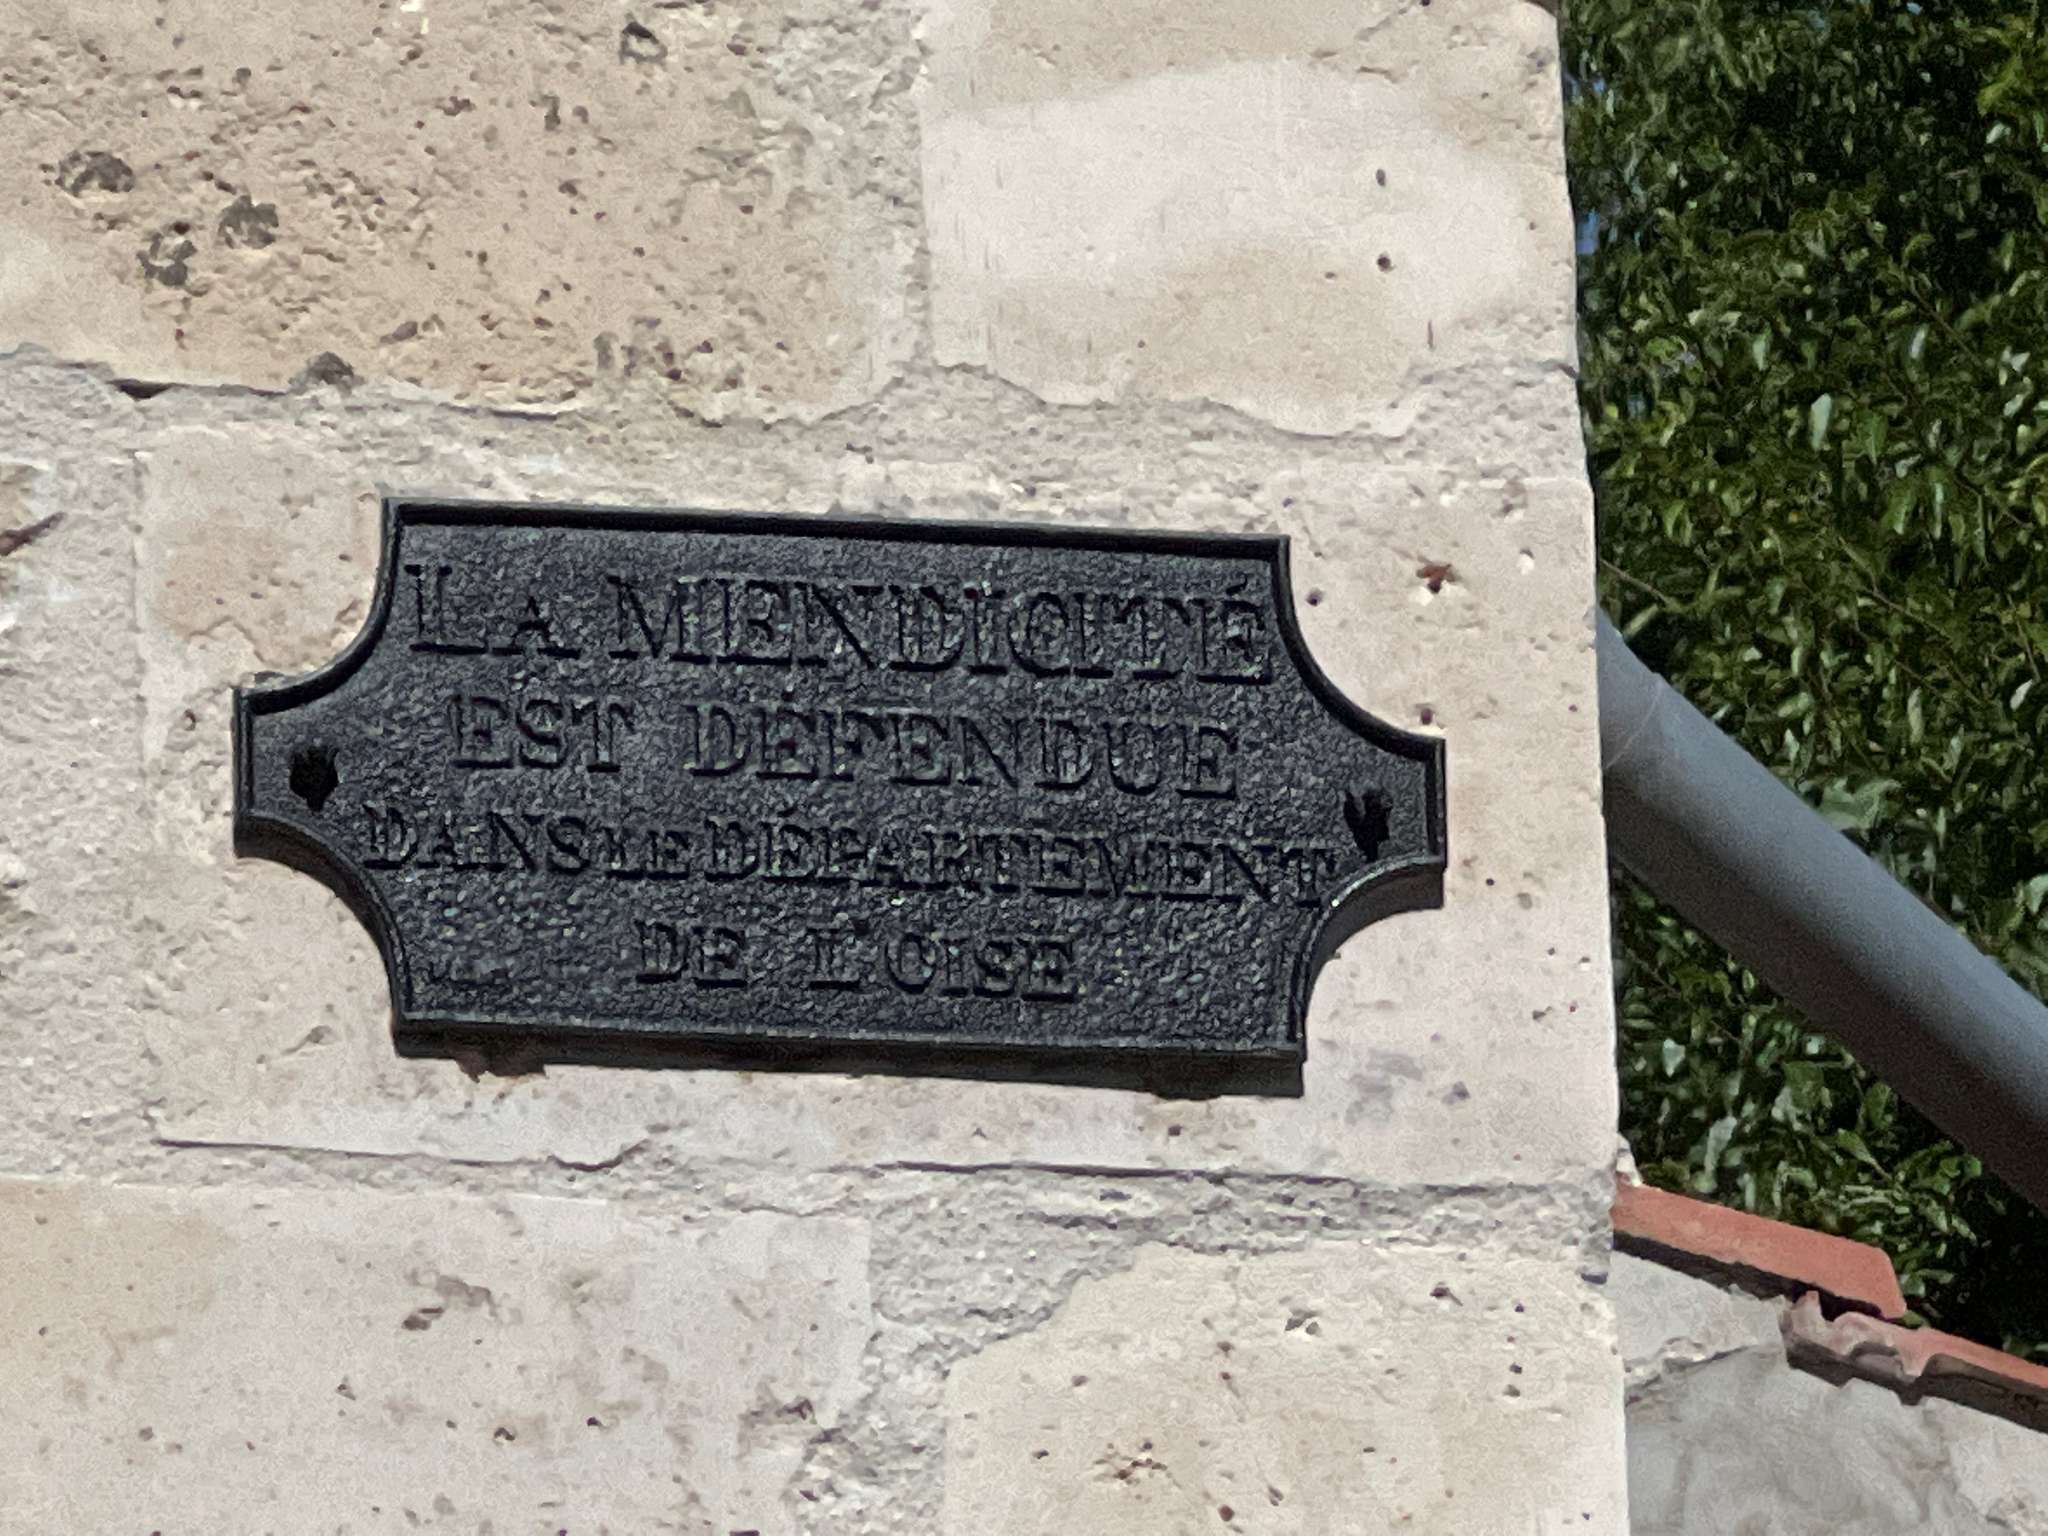 LA MENDICITÉ
EST DÉFENDUE
DANS LE DÉPARTEMENT
DE L'OISE